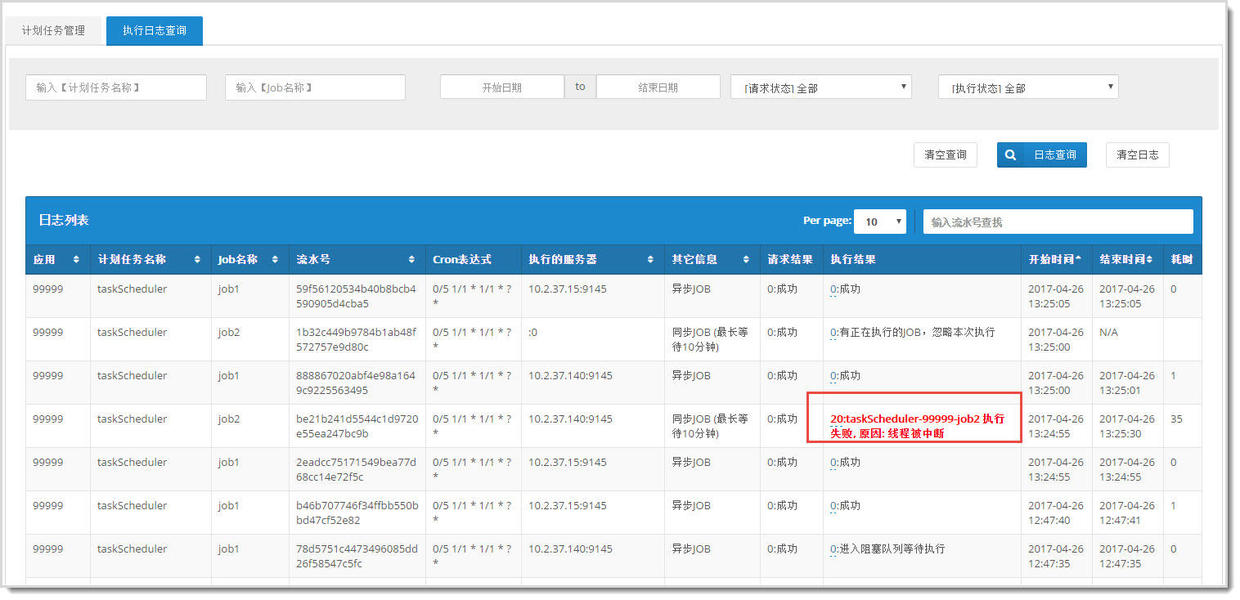 计划任务管理
执行日志查询
输入【计划任务名称】
输入【Job名称】
开始日期
to
结束日期
[请求状态] 全部
[执行状态] 全部
清空查询
日志查询
清空日志
日志列表
Per page:
10
输入流水号查找
应用 计划任务名称 Job名称 流水号 Cron表达式 执行的服务器 其它信息 请求结果 执行结果 开始时间 结束时间 耗时
99999 taskScheduler job1 59f56120534b40b8bcb4 0/5 1/1 * 1/1 * ? 10.2.37.15:9145 异步JOB 0:成功 0:成功 2017-04-26 2017-04-26 0
590905d4cba5 * 13:25:05 13:25:05
99999 taskScheduler job2 1b32c449b9784b1ab48f 0/5 1/1 * 1/1 * ? :0 同步JOB (最长等 0:成功 0:有正在执行的JOB，忽略本次执行 2017-04-26 N/A
572757e9d80c * 待10分钟) 13:25:00
99999 taskScheduler job1 888867020abf4e98a164 0/5 1/1 * 1/1 * ? 10.2.37.140:9145 异步JOB 0:成功 0:成功 2017-04-26 2017-04-26 1
9c9225563495 * 13:25:00 13:25:01
99999 taskScheduler job2 be21b241d5544c1d9720 0/5 1/1 * 1/1 * ? 10.2.37.140:9145 同步JOB (最长等 0:成功 20:taskScheduler-99999-job2 执行 2017-04-26 2017-04-26 35
e55ea247bc9b * 待10分钟) 失败, 原因: 线程被中断 13:24:55 13:25:30
99999 taskScheduler job1 2eadcc75171549bea77d 0/5 1/1 * 1/1 * ? 10.2.37.15:9145 异步JOB 0:成功 0:成功 2017-04-26 2017-04-26 0
68cc14e72f5c * 13:24:55 13:24:55
99999 taskScheduler job1 b46b707746f34ffbb550b 0/5 1/1 * 1/1 * ? 10.2.37.15:9145 异步JOB 0:成功 0:成功 2017-04-26 2017-04-26 1
bd47cf52e82 * 12:47:40 12:47:41
99999 taskScheduler job1 78d5751c4473496085dd 0/5 1/1 * 1/1 * ? 10.2.37.140:9145 异步JOB 0:成功 0:进入阻塞队列等待执行 2017-04-26 2017-04-26 0
26f58547c5fc * 12:47:35 12:47:35